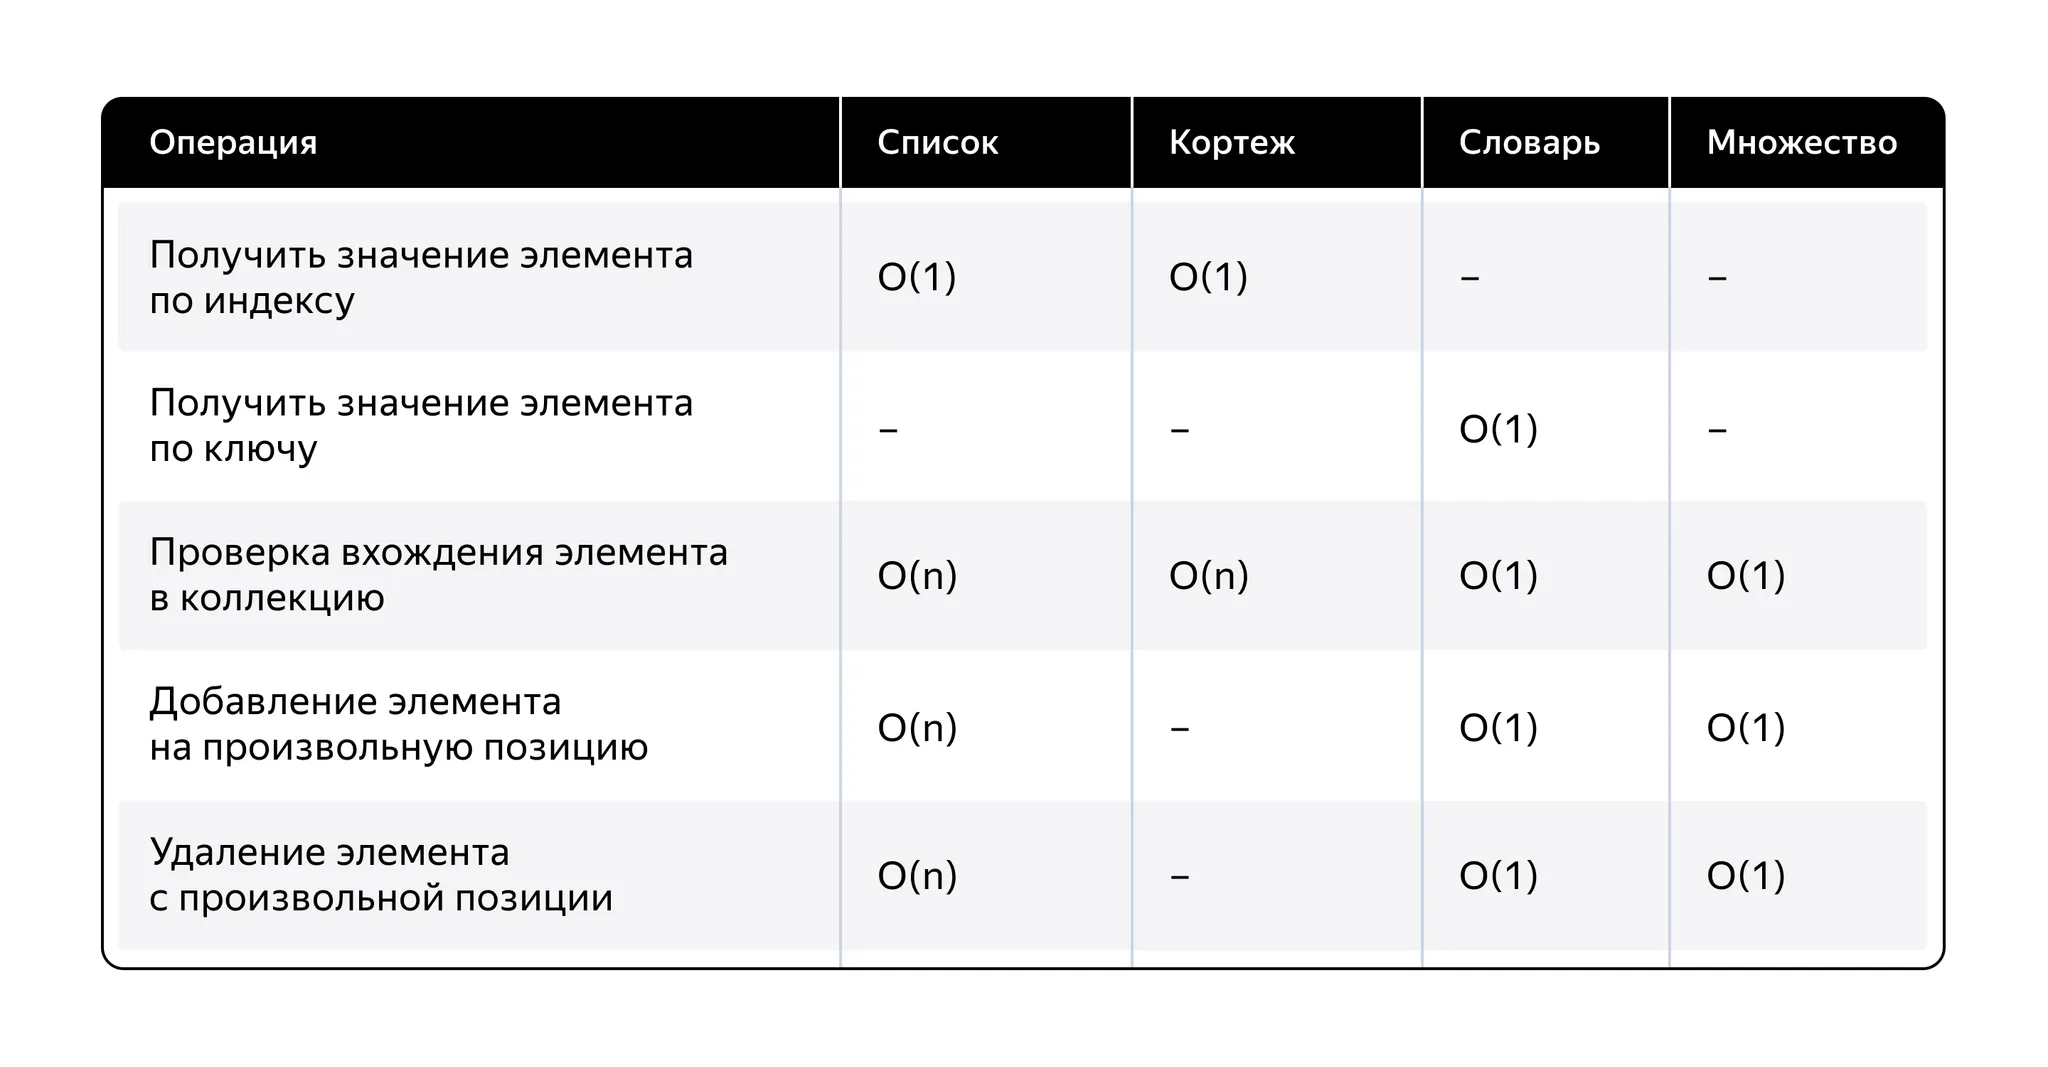 Операция Список Кортеж Словарь Множество
Получить значение элемента
по индексу
O(1) O(1) – –
Получить значение элемента
по ключу
– – O(1) –
Проверка вхождения элемента
в коллекцию
O(n) O(n) O(1) O(1)
Добавление элемента
на произвольную позицию
O(n) – O(1) O(1)
Удаление элемента
с произвольной позиции
O(n) – O(1) O(1)